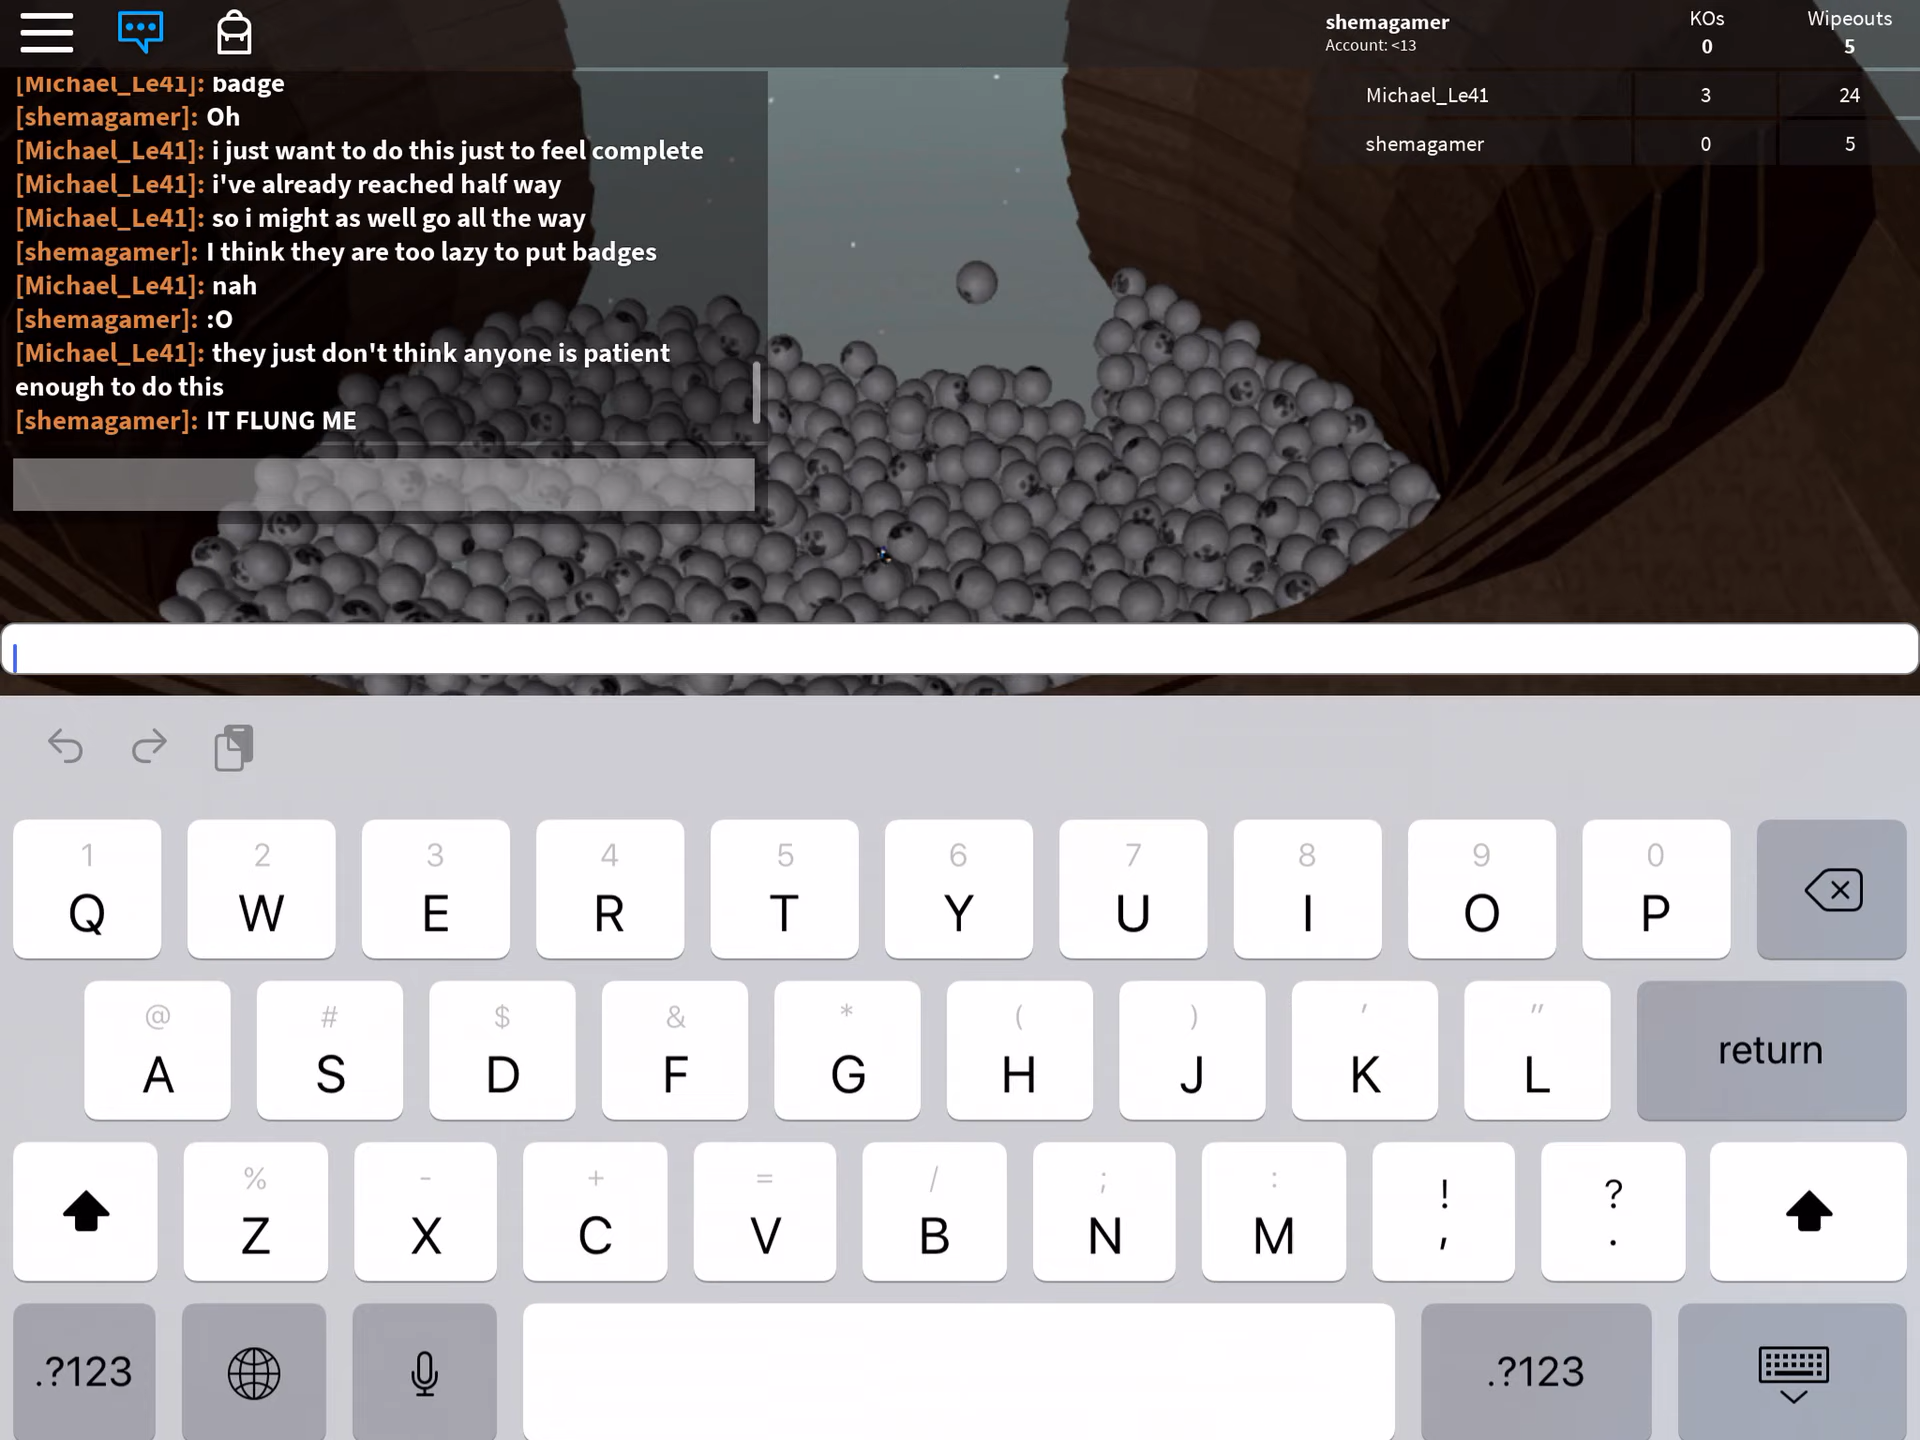 shemagamer KOs Wipeouts
Account: <13 0 5
Michael_Le41 3 24
shemagamer 0 5
[Michael_Le41]: badge
[shemagamer]: Oh
[Michael_Le41]: i just want to do this just to feel complete
[Michael_Le41]: i've already reached half way
[Michael_Le41]: so i might as well go all the way
[shemagamer]: I think they are too lazy to put badges
[Michael_Le41]: nah
[shemagamer]: :O
[Michael_Le41]: they just don't think anyone is patient
enough to do this
[shemagamer]: IT FLUNG ME
1 2 3 4 5 6 7 8 9 0
Q W E R T Y U I O P
@ # $ & * ( ) ' "
A S D F G H J K L return
% - + = / ; : ! ?
Z X C V B N M , .
.?123 .?123